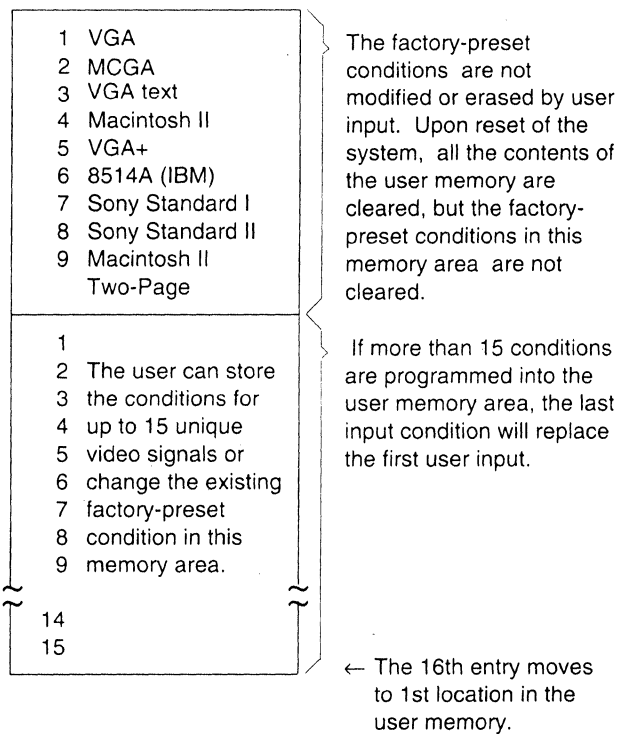 1 VGA
2 MCGA
3 VGA text
4 Macintosh II
5 VGA+
6 8514A (IBM)
7 Sony Standard I
8 Sony Standard II
9 Macintosh II
Two-Page
The factory-preset
conditions are not
modified or erased by user
input. Upon reset of the
system, all the contents of
the user memory are
cleared, but the factory-
preset conditions in this
memory area are not
cleared.
1
2 The user can store
3 the conditions for
4 up to 15 unique
5 video signals or
6 change the existing
7 factory-preset
8 condition in this
9 memory area.
14
15
If more than 15 conditions
are programmed into the
user memory area, the last
input condition will replace
the first user input.
← The 16th entry moves
to 1st location in the
user memory.